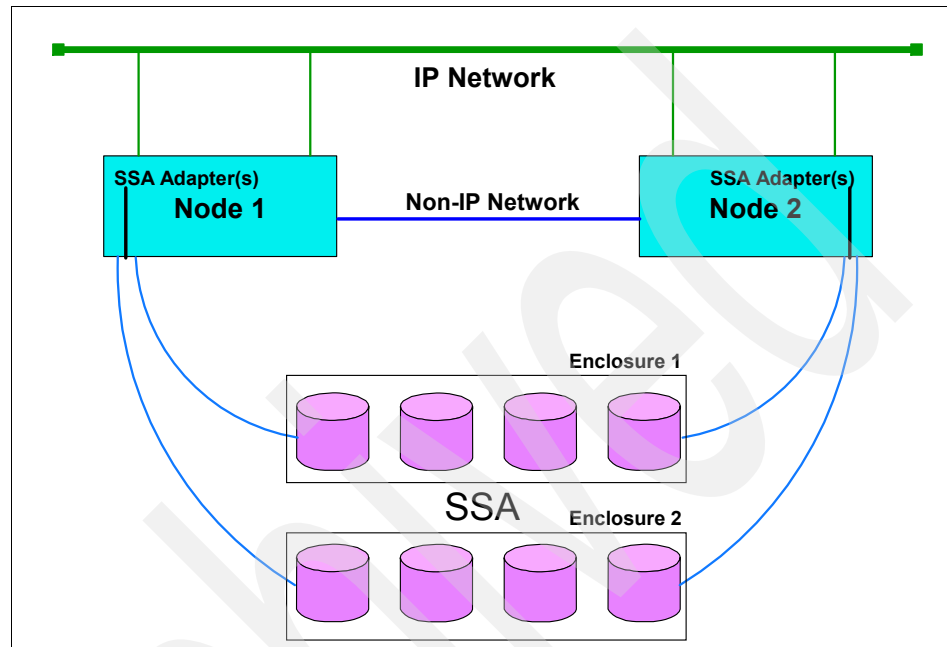 IP Network
SSA Adapter(s)
Node 1
Non-IP Network
SSA Adapter(s)
Node 2
Enclosure 1
SSA
Enclosure 2